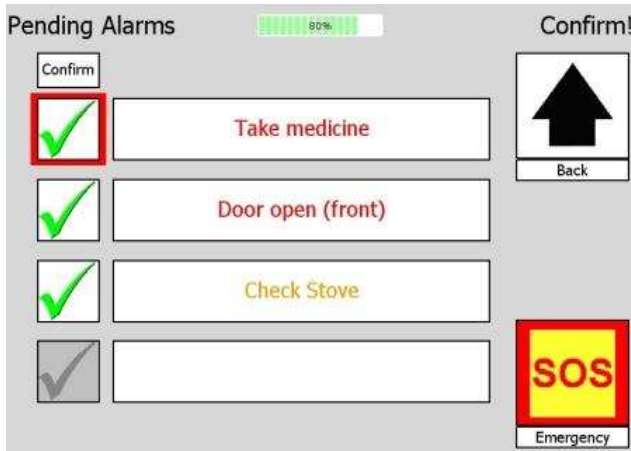 Pending Alarms
80%
Confirm!
Confirm
Take medicine
Back
Door open (front)
Check Stove
SOS
Emergency